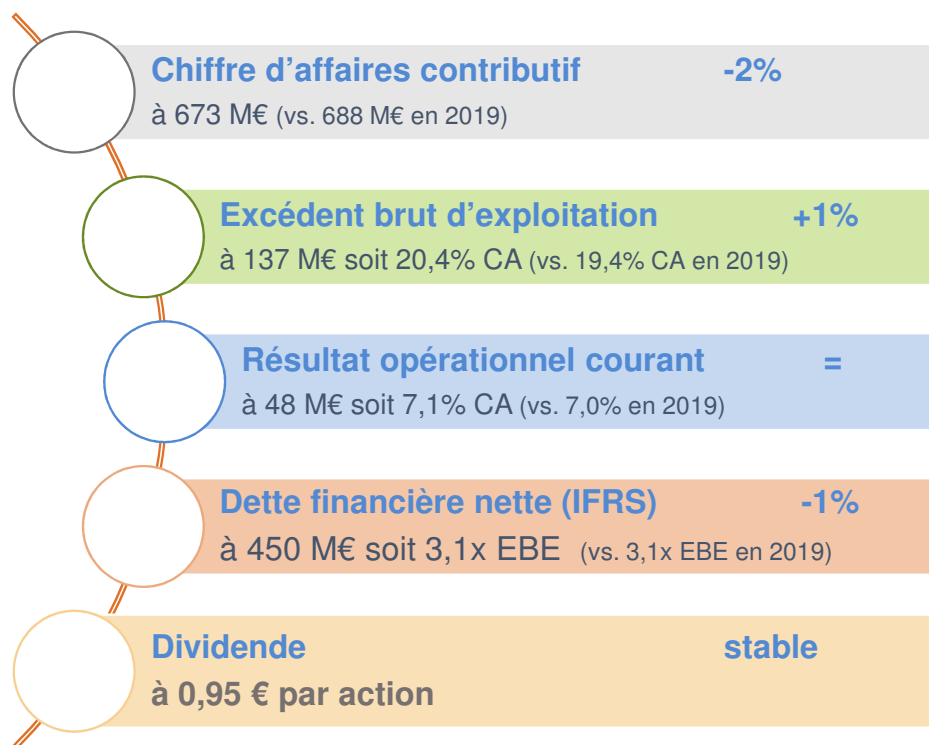 Chiffre d'affaires contributif -2%
à 673 M€ (vs. 688 M€ en 2019)
Excédent brut d'exploitation +1%
à 137 M€ soit 20,4% CA (vs. 19,4% CA en 2019)
Résultat opérationnel courant =
à 48 M€ soit 7,1% CA (vs. 7,0% en 2019)
Dette financière nette (IFRS) -1%
à 450 M€ soit 3,1x EBE (vs. 3,1x EBE en 2019)
Dividende stable
à 0,95 € par action